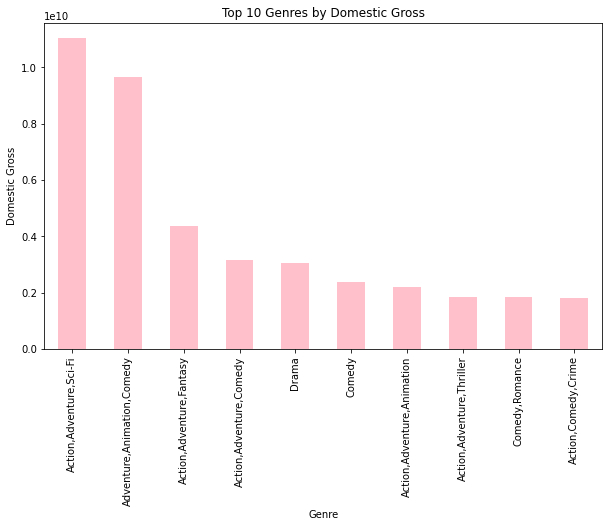 Top 10 Genres by Domestic Gross
1e10
1.0
0.8
0.6
0.4
0.2
0.0
Domestic Gross
Action,Adventure,Sci-Fi
Adventure,Animation,Comedy
Action,Adventure,Fantasy
Action,Adventure,Comedy
Drama
Comedy
Action,Adventure,Animation
Action,Adventure,Thriller
Comedy,Romance
Action,Comedy,Crime
Genre